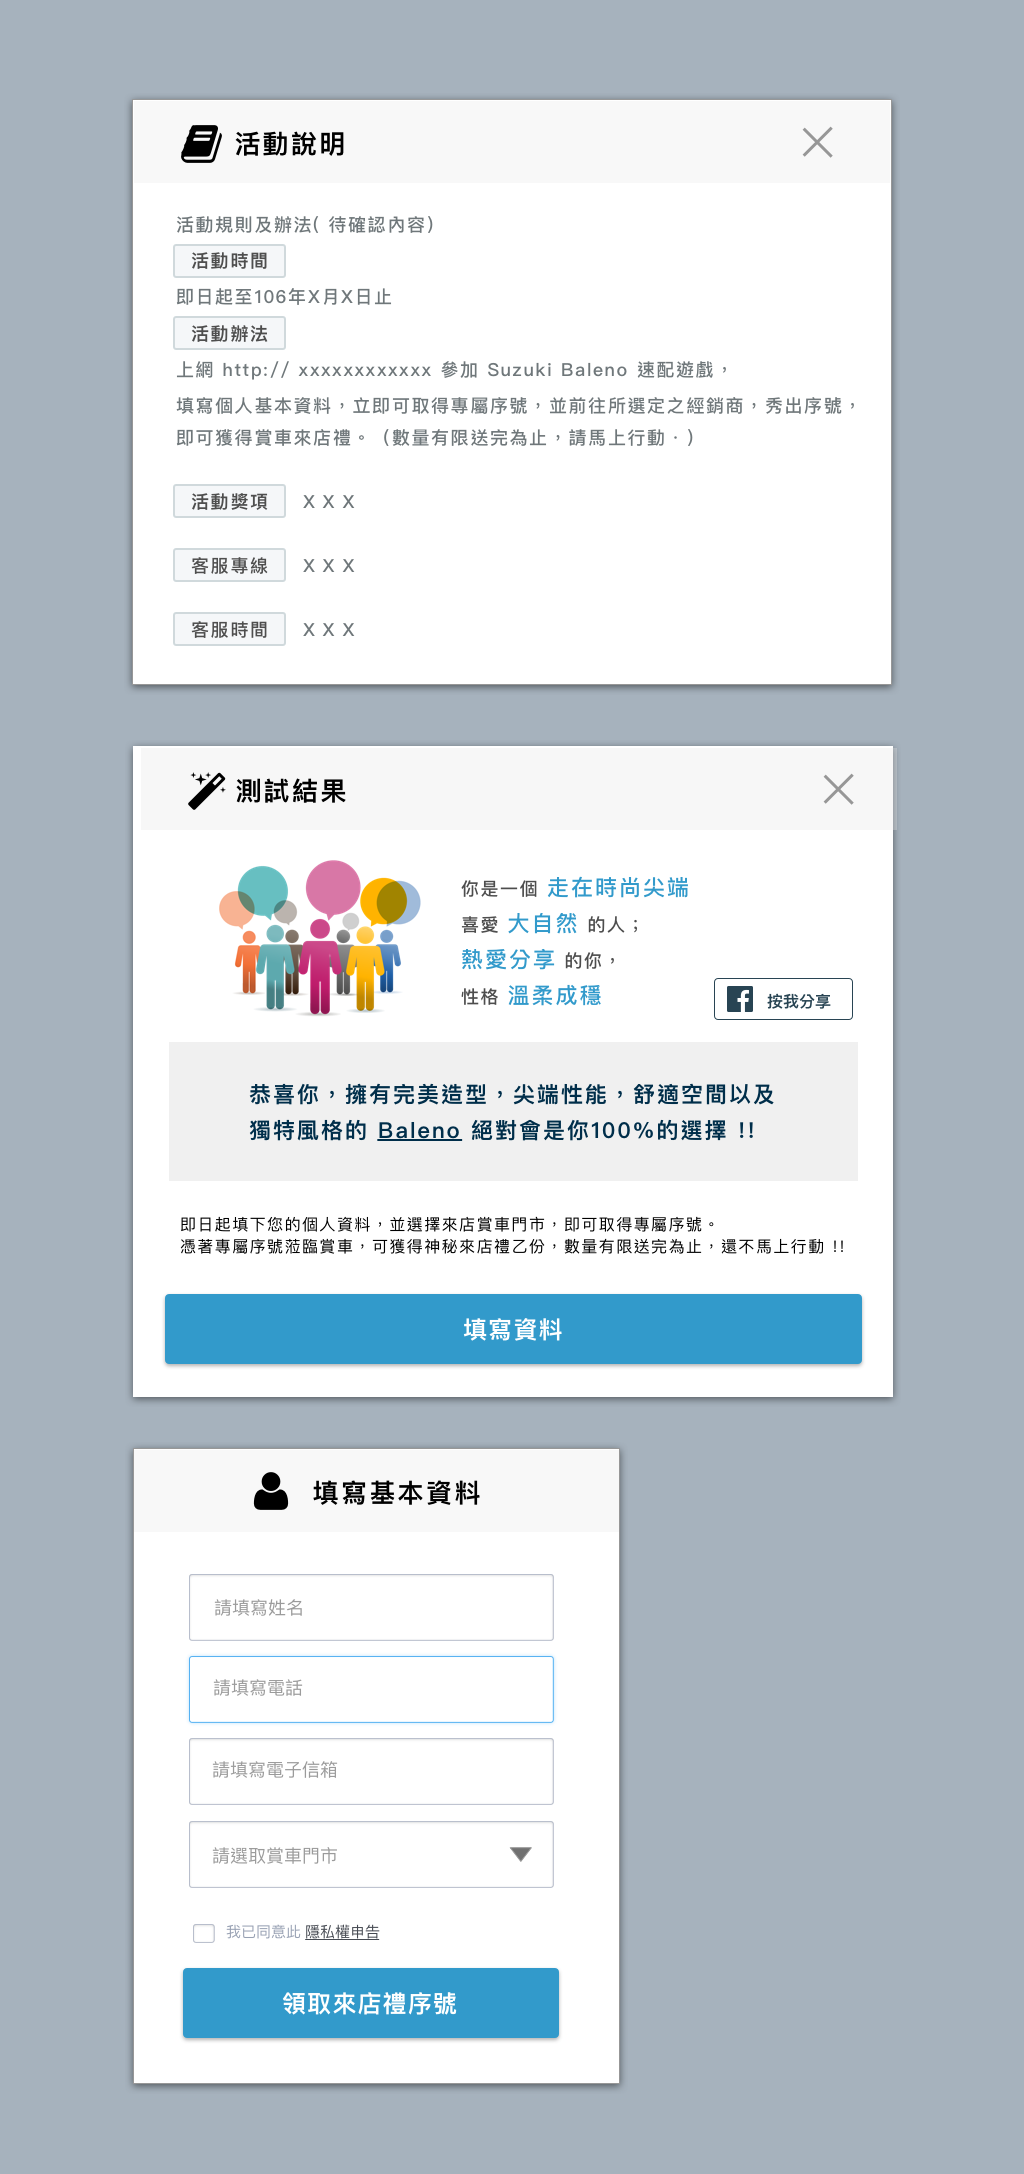 活動說明
活動規則及辦法( 待確認內容)
活動時間
即日起至106年X月X日止
活動辦法
上網 http:// xxxxxxxxxxxx 參加 Suzuki Baleno 速配遊戲，
填寫個人基本資料，立即可取得專屬序號，並前往所選定之經銷商，秀出序號，
即可獲得賞車來店禮。（數量有限送完為止，請馬上行動．）
活動獎項 X X X
客服專線 X X X
客服時間 X X X
測試結果
你是一個 走在時尚尖端
喜愛 大自然 的人；
熱愛分享 的你，
性格 溫柔成穩
按我分享
恭喜你，擁有完美造型，尖端性能，舒適空間以及
獨特風格的 Baleno 絕對會是你100%的選擇 !!
即日起填下您的個人資料，並選擇來店賞車門市，即可取得專屬序號。
憑著專屬序號蒞臨賞車，可獲得神秘來店禮乙份，數量有限送完為止，還不馬上行動 !!
填寫資料
填寫基本資料
請填寫姓名
請填寫電話
請填寫電子信箱
請選取賞車門市
我已同意此 隱私權申告
領取來店禮序號